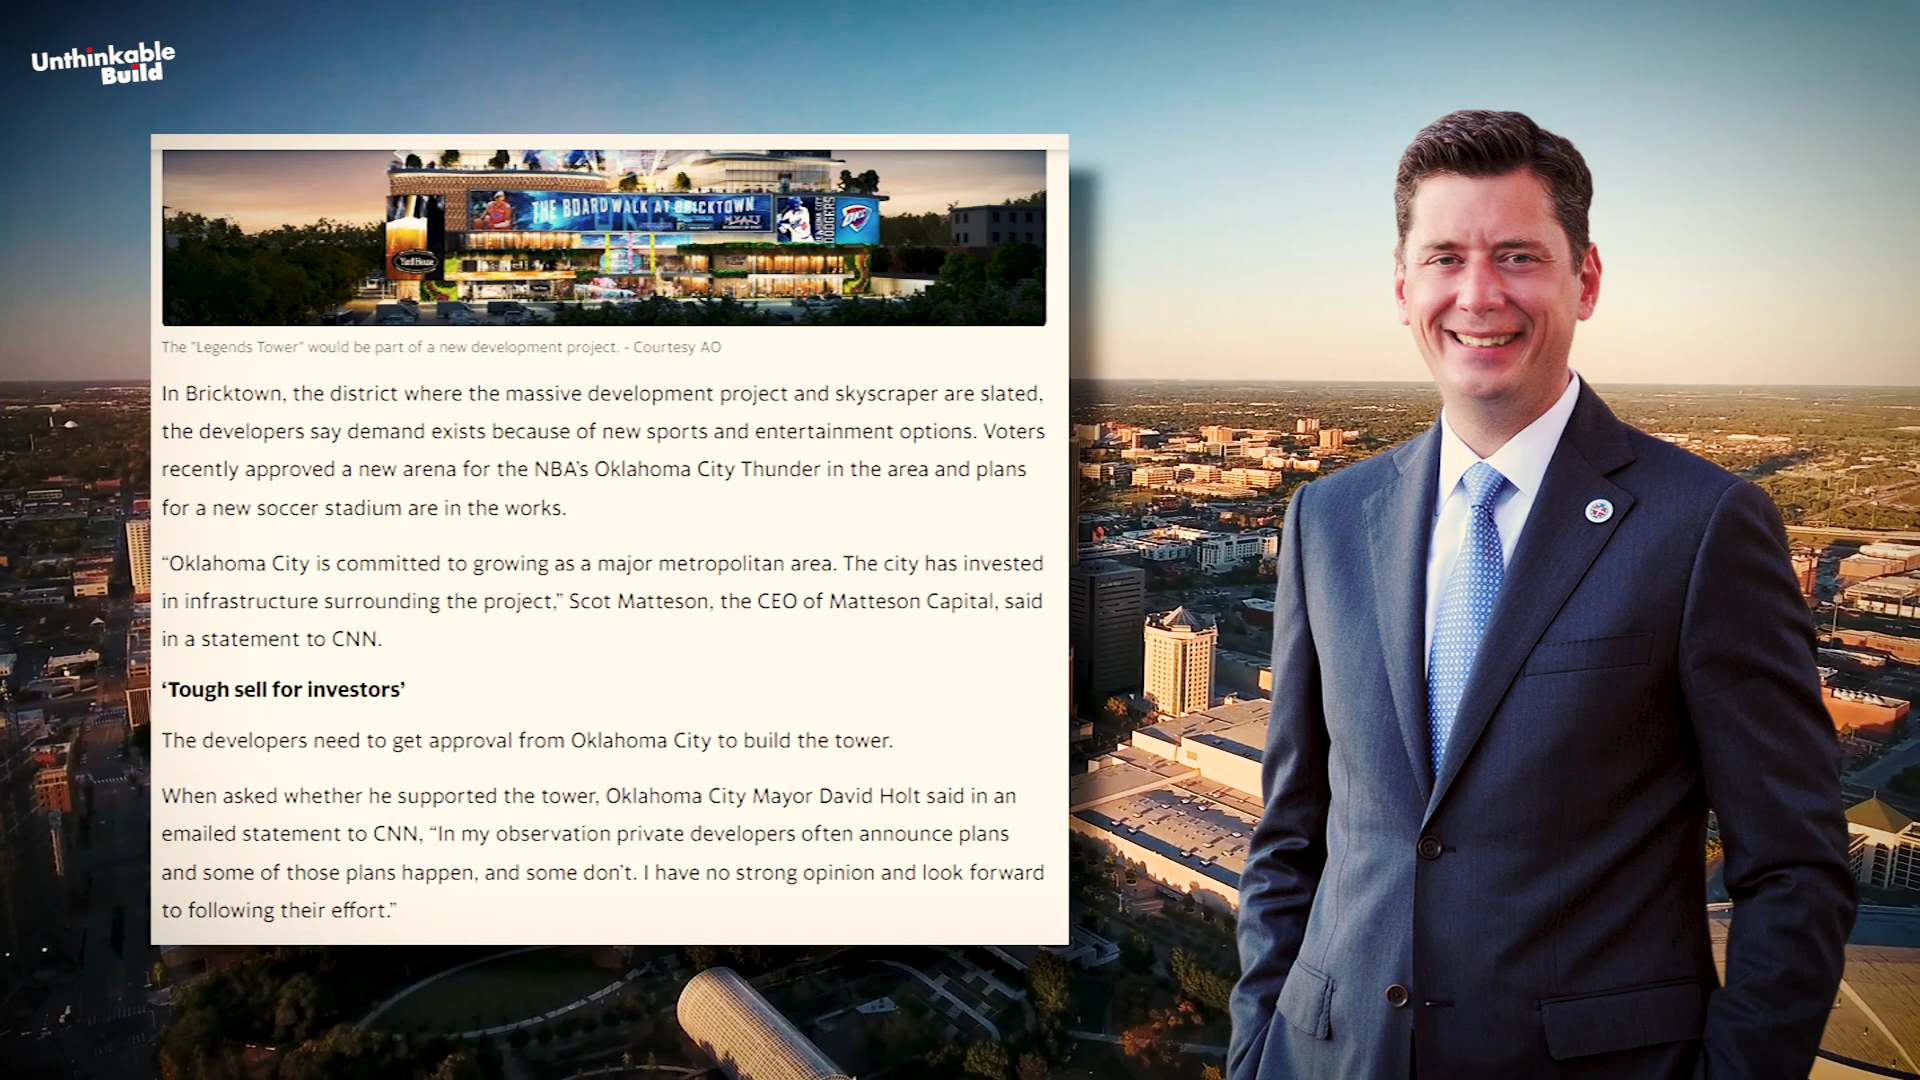 Unthinkable
Build
THE BOARDWALK AT BRICKTOWN
HYATT
OKLAHOMA CITY
DODGERS
OKC
Yard House
The "Legends Tower" would be part of a new development project. - Courtesy AO
In Bricktown, the district where the massive development project and skyscraper are slated,
the developers say demand exists because of new sports and entertainment options. Voters
recently approved a new arena for the NBA’s Oklahoma City Thunder in the area and plans
for a new soccer stadium are in the works.
“Oklahoma City is committed to growing as a major metropolitan area. The city has invested
in infrastructure surrounding the project,” Scot Matteson, the CEO of Matteson Capital, said
in a statement to CNN.
‘Tough sell for investors’
The developers need to get approval from Oklahoma City to build the tower.
When asked whether he supported the tower, Oklahoma City Mayor David Holt said in an
emailed statement to CNN, “In my observation private developers often announce plans
and some of those plans happen, and some don’t. I have no strong opinion and look forward
to following their effort.”